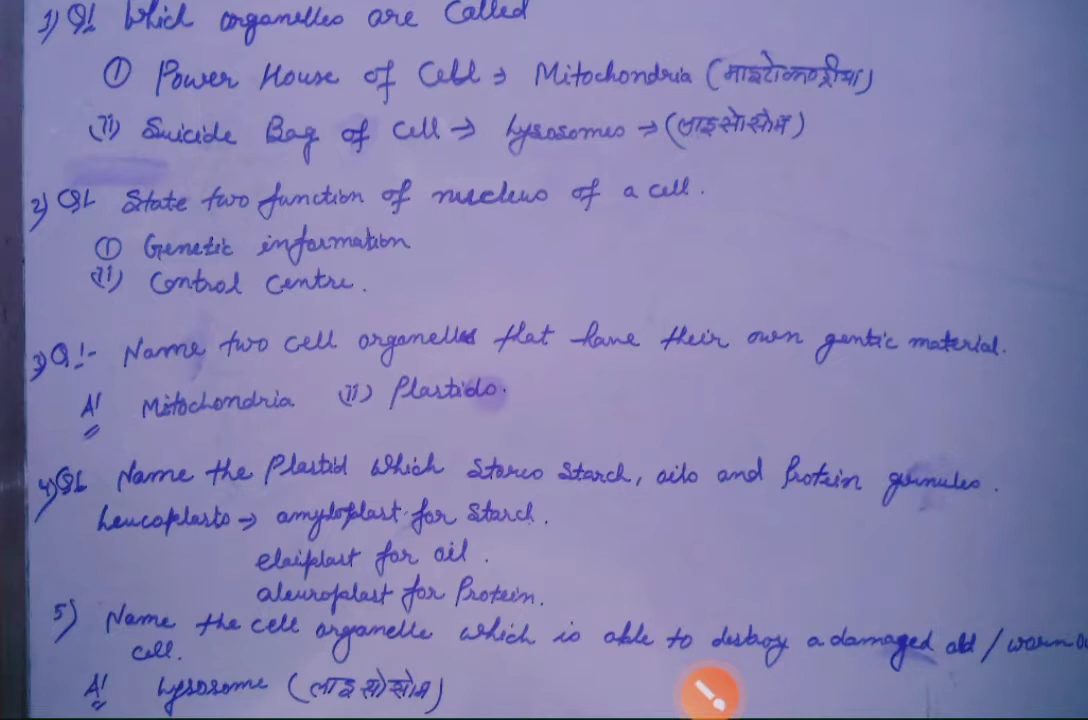 1) Q! Which organelles are Called
(i) Power House of Cell → Mitochondria (माइटोकाण्ड्रीया)
(ii) Suicide Bag of cell → Lysosomes → (लाइसोसोम)
2) Q! State two function of nucleus of a cell.
(i) Genetic information
(ii) Control Centre.
3) Q!- Name two cell organelles that have their own gentic material.
A! Mitochondria (ii) Plastids.
4) Q! Name the Plastid which stores starch, oils and Protein grnules.
Leucoplasts → amyloplast for starch.
elaiplast for oil.
aleuroplast for Protein.
5) Name the cell organelle which is able to destroy a damaged old /
cell.
A! Lysosome (लाइसोसोम)